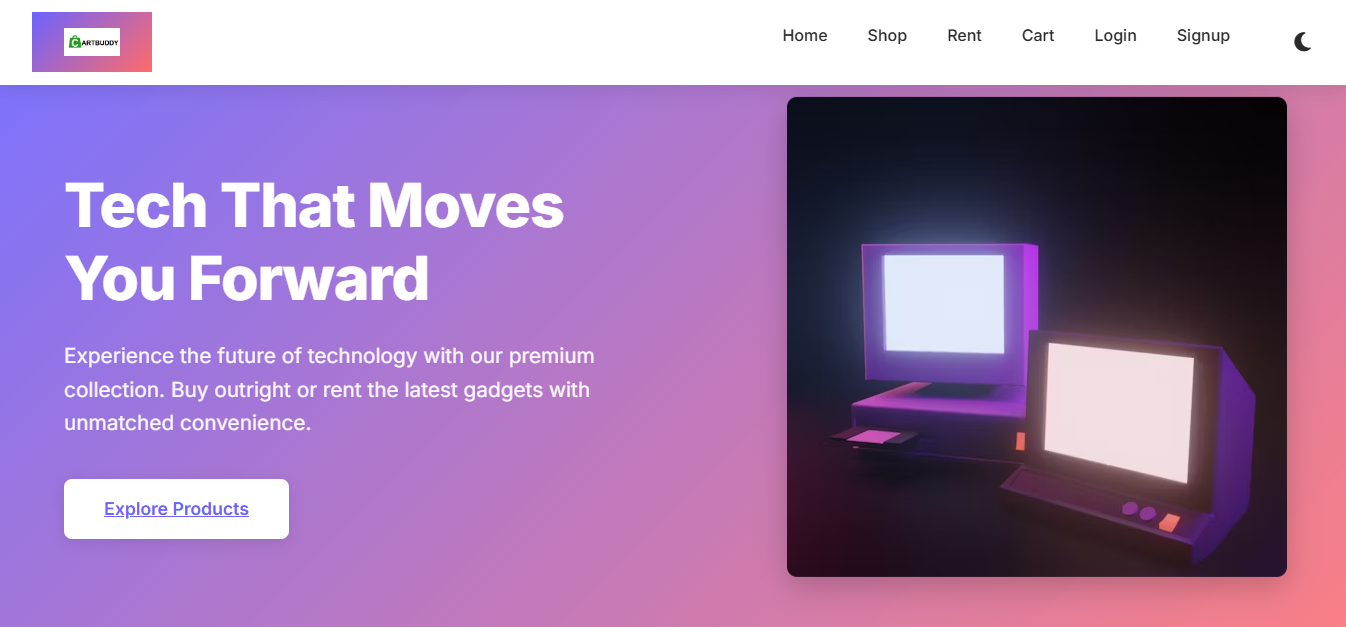 CARTBUDDY
Home Shop Rent Cart Login Signup
Tech That Moves
You Forward
Experience the future of technology with our premium
collection. Buy outright or rent the latest gadgets with
unmatched convenience.
Explore Products